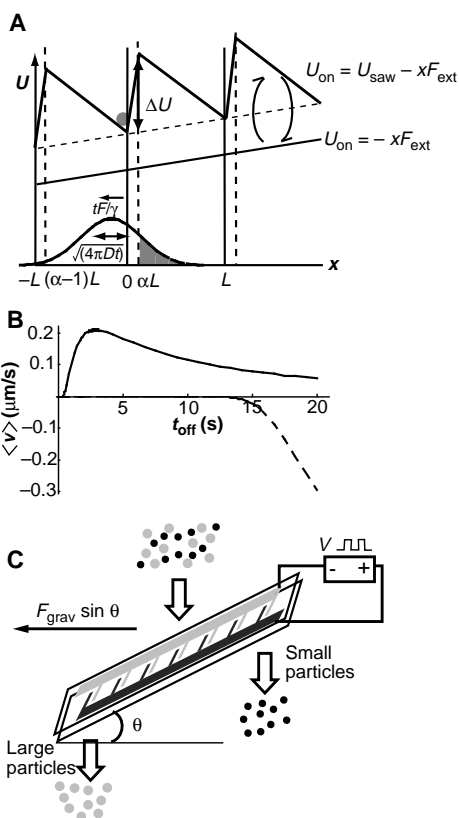 A
U
ΔU
U_on = U_saw − xF_ext
U_on = − xF_ext
tF/γ
√(4πDt)
−L (α−1)L 0 αL L x
B
⟨v⟩ (μm/s)
0.2
0.1
−0.1
−0.2
−0.3
5 10 15 20
t_off (s)
C
V
- +
F_grav sin θ
Small
particles
θ
Large
particles